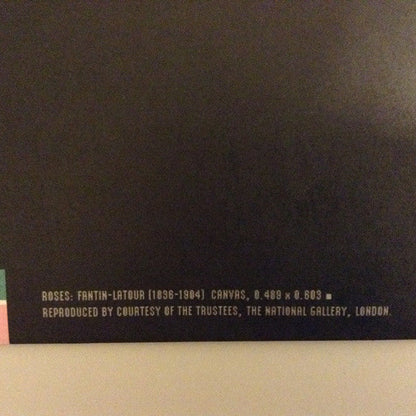 ROSES: FANTIN-LATOUR (1836-1904) CANVAS, 0.489 x 0.603
REPRODUCED BY COURTESY OF THE TRUSTEES, THE NATIONAL GALLERY, LONDON.